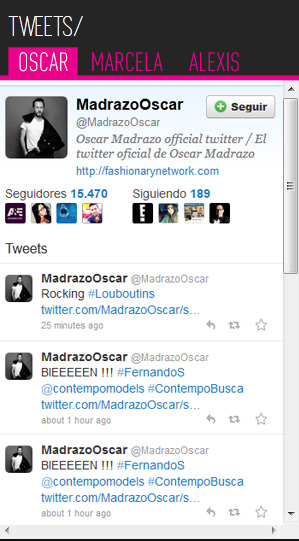 TWEETS/
OSCAR MARCELA ALEXIS
MadrazoOscar
Seguir
@MadrazoOscar
Oscar Madrazo official twitter / El
twitter oficial de Oscar Madrazo
http://fashionarynetwork.com
Seguidores 15.470 Siguiendo 189
A&E E!
Tweets
MadrazoOscar @MadrazoOscar
Rocking #Louboutins
twitter.com/MadrazoOscar/s…
25 minutes ago
MadrazoOscar @MadrazoOscar
BIEEEEEN !!! #FernandoS
@contempomodels #ContempoBusca
twitter.com/MadrazoOscar/s…
about 1 hour ago
MadrazoOscar @MadrazoOscar
BIEEEEEN !!! #FernandoS
@contempomodels #ContempoBusca
twitter.com/MadrazoOscar/s…
about 1 hour ago